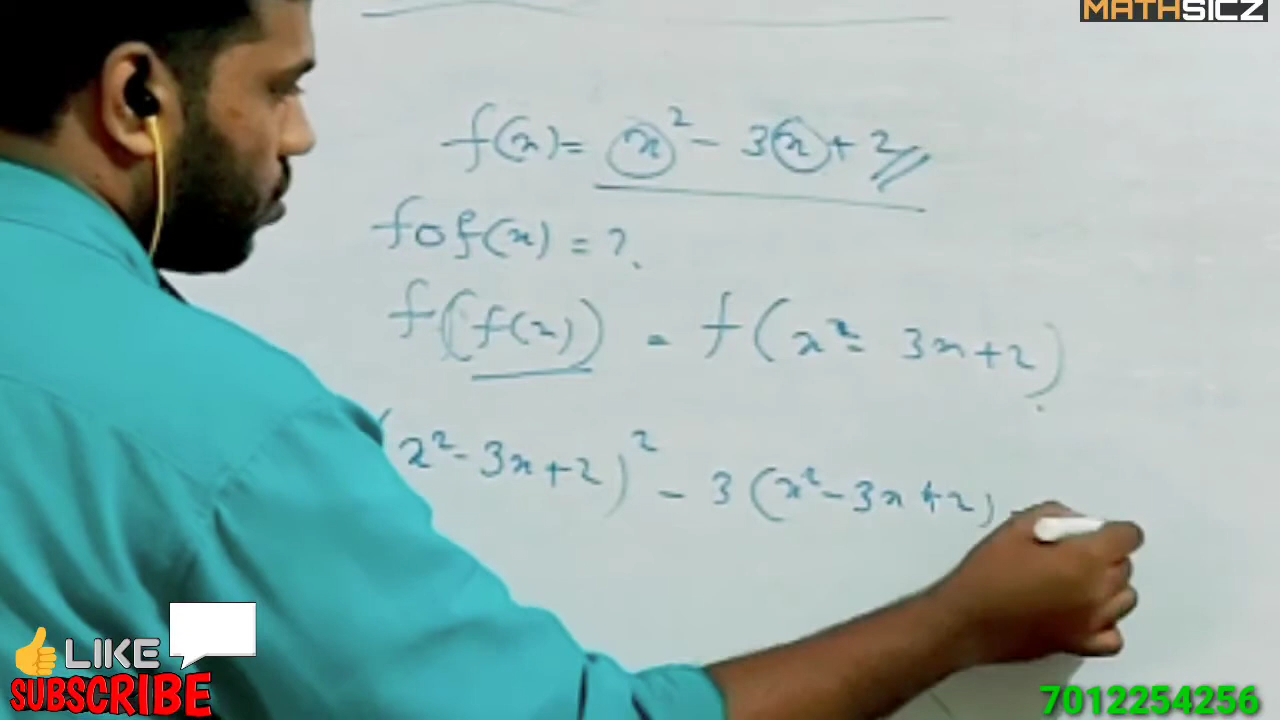 MATHSICZ
f(x) = x² - 3x + 2
fof(x) = ?
f(f(x)) = f(x² - 3x + 2)
(x² - 3x + 2)² - 3(x² - 3x + 2)
LIKE
SUBSCRIBE
7012254256